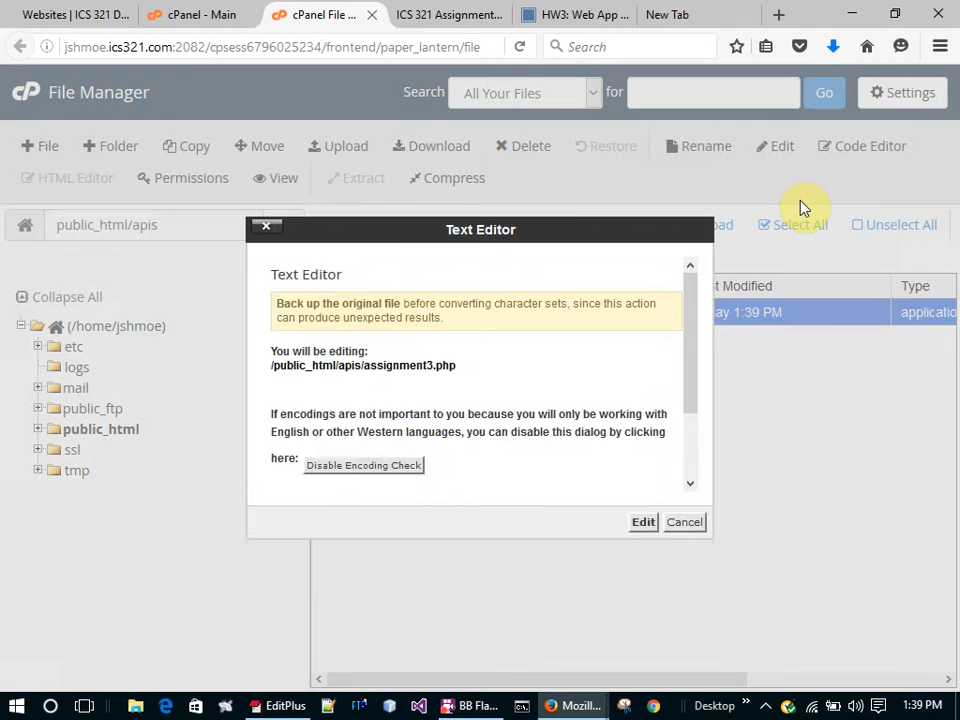 Websites | ICS 321 D...
cPanel - Main
cPanel File ...
ICS 321 Assignment...
HW3: Web App ...
New Tab
jshmoe.ics321.com:2082/cpsess6796025234/frontend/paper_lantern/file
Search
cP File Manager
Search
All Your Files
for
Go
Settings
File
Folder
Copy
Move
Upload
Download
Delete
Restore
Rename
Edit
Code Editor
HTML Editor
Permissions
View
Extract
Compress
public_html/apis
oad
Select All
Unselect All
Text Editor
Collapse All
t Modified
Type
(/home/jshmoe)
ay 1:39 PM
applicatio
etc
logs
mail
public_ftp
public_html
ssl
tmp
Text Editor
Back up the original file before converting character sets, since this action
can produce unexpected results.
You will be editing:
/public_html/apis/assignment3.php
If encodings are not important to you because you will only be working with
English or other Western languages, you can disable this dialog by clicking
here: Disable Encoding Check
Edit
Cancel
EditPlus
BB Fla...
Mozill...
Desktop
1:39 PM